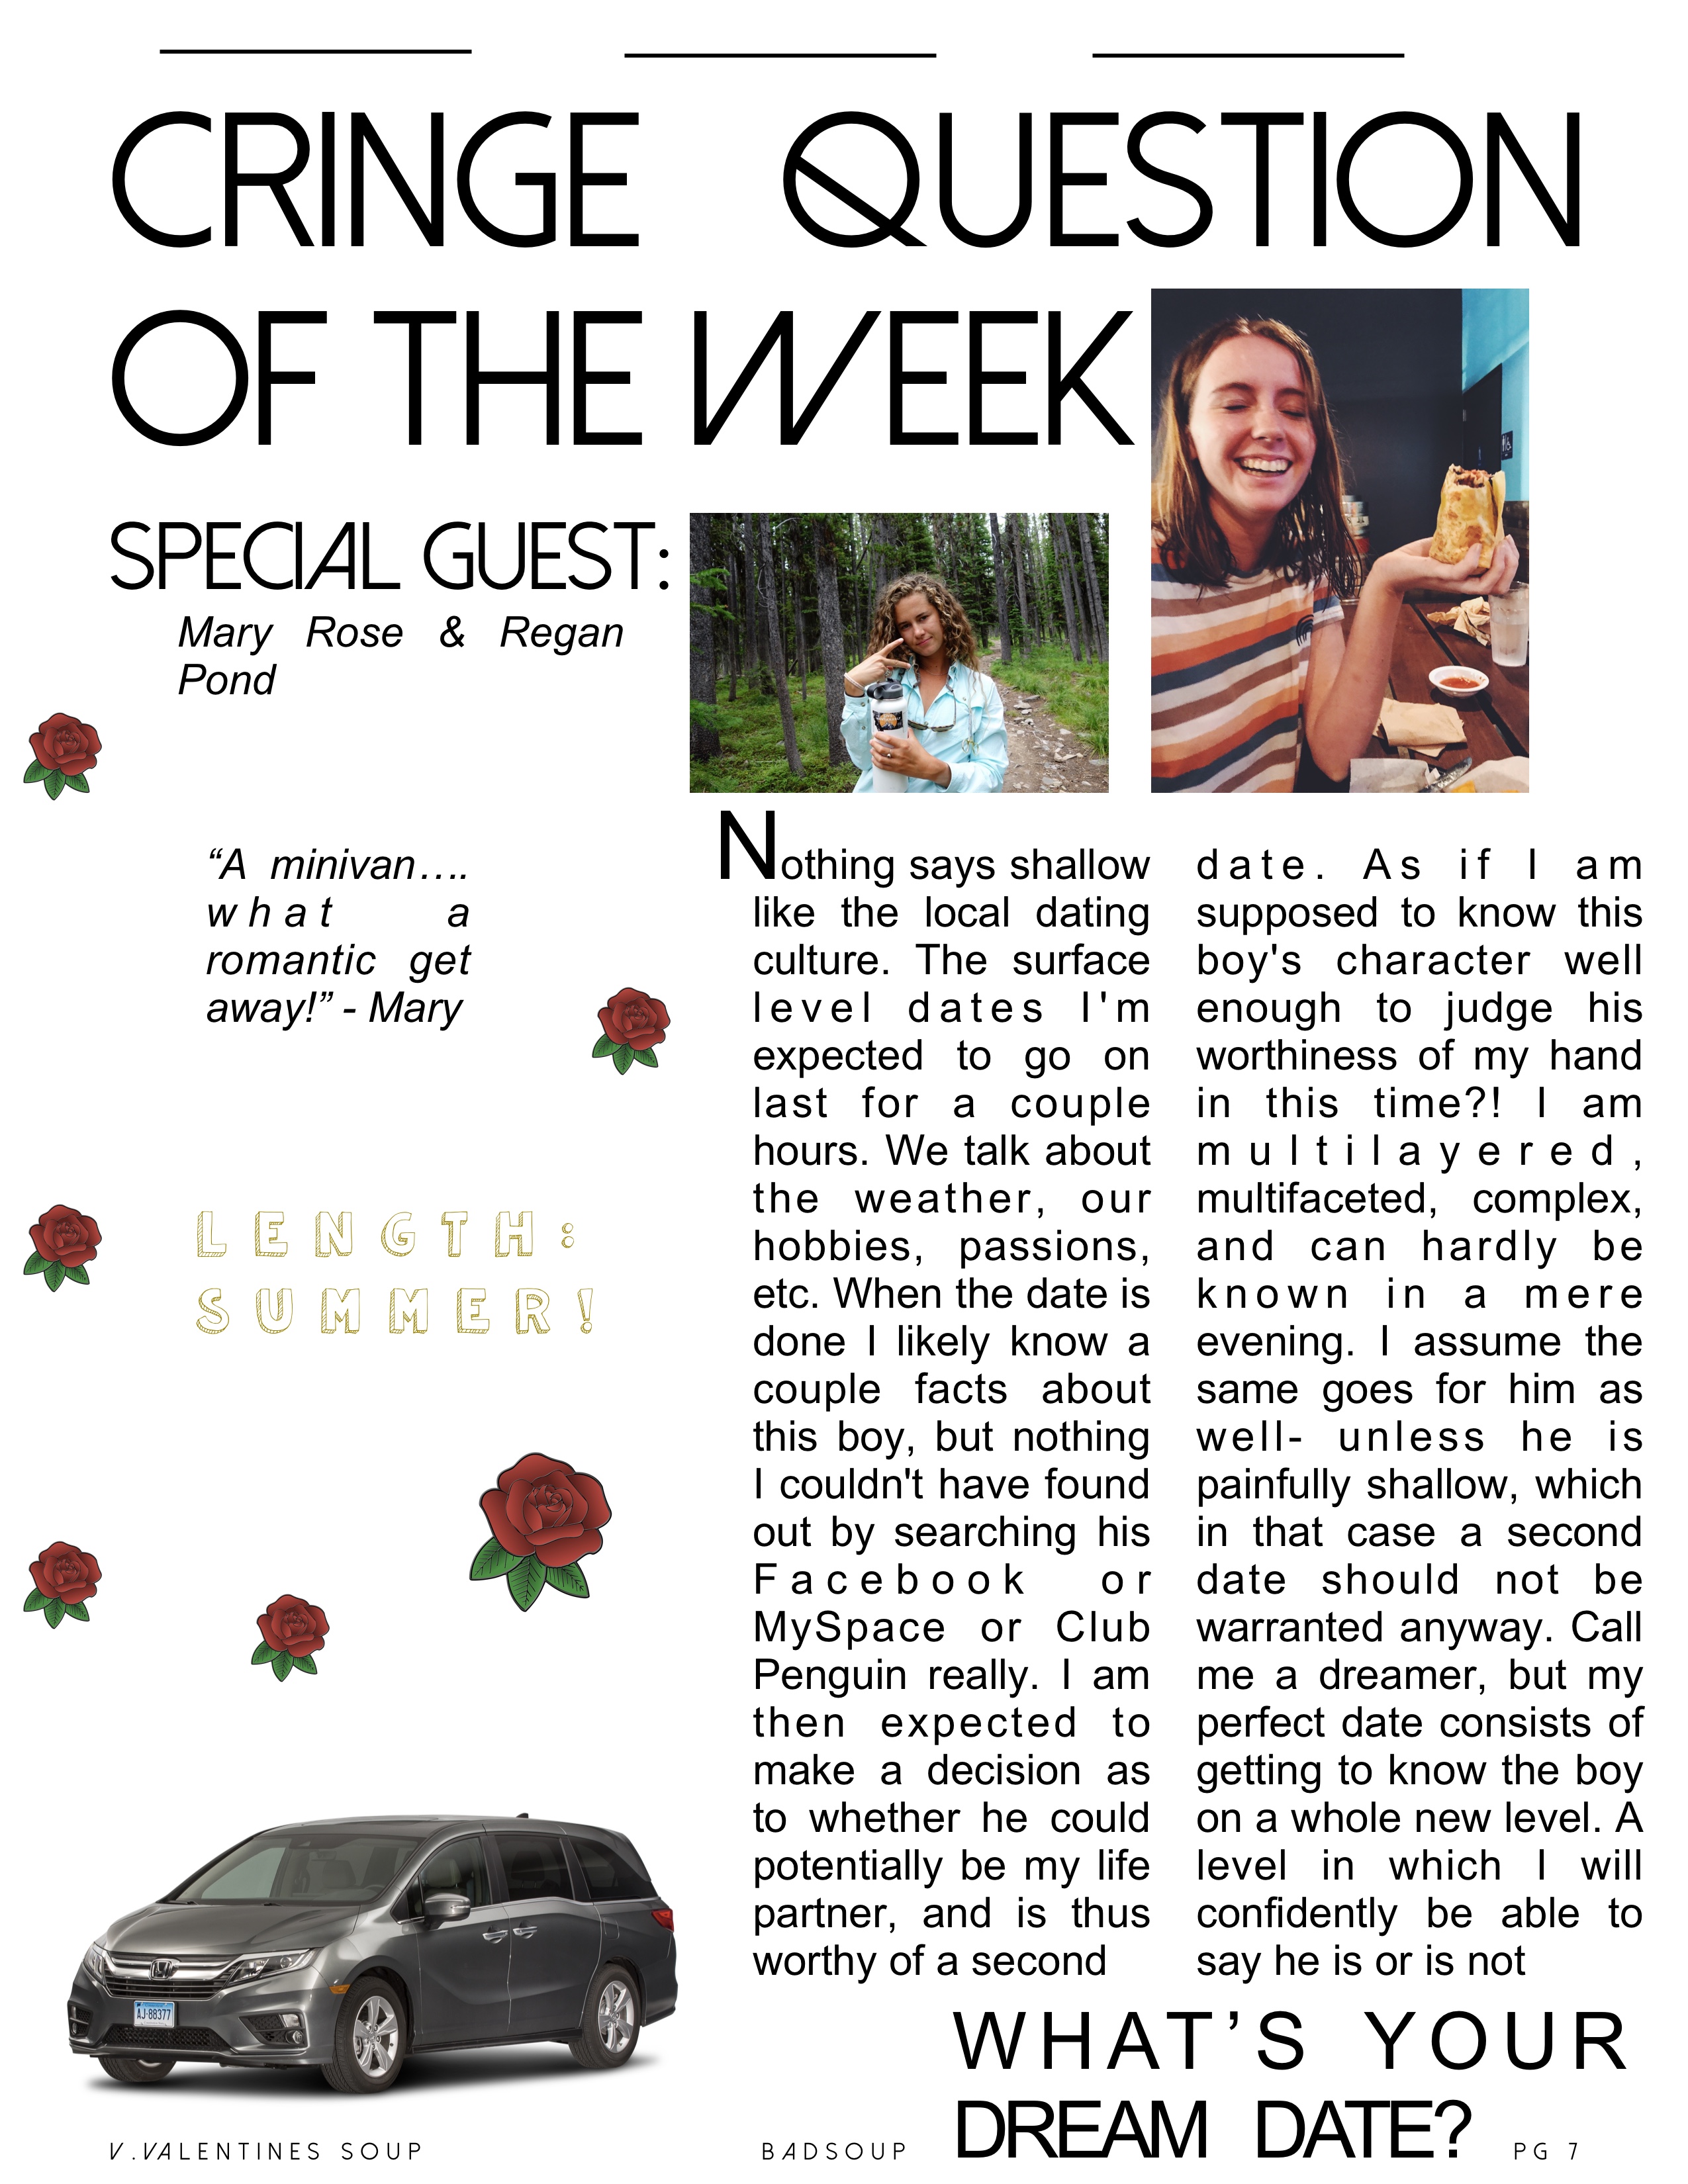 CRINGE QUESTION
OF THE WEEK
SPECIAL GUEST:
Mary Rose & Regan
Pond
“A minivan….
what a
romantic get
away!” - Mary
LENGTH:
SUMMER!
AJ·88377
Nothing says shallow
like the local dating
culture. The surface
level dates I'm
expected to go on
last for a couple
hours. We talk about
the weather, our
hobbies, passions,
etc. When the date is
done I likely know a
couple facts about
this boy, but nothing
I couldn't have found
out by searching his
Facebook or
MySpace or Club
Penguin really. I am
then expected to
make a decision as
to whether he could
potentially be my life
partner, and is thus
worthy of a second
date. As if I am
supposed to know this
boy's character well
enough to judge his
worthiness of my hand
in this time?! I am
multilayered,
multifaceted, complex,
and can hardly be
known in a mere
evening. I assume the
same goes for him as
well- unless he is
painfully shallow, which
in that case a second
date should not be
warranted anyway. Call
me a dreamer, but my
perfect date consists of
getting to know the boy
on a whole new level. A
level in which I will
confidently be able to
say he is or is not
WHAT’S YOUR
DREAM DATE?
V.VALENTINES SOUP
BADSOUP
PG 7